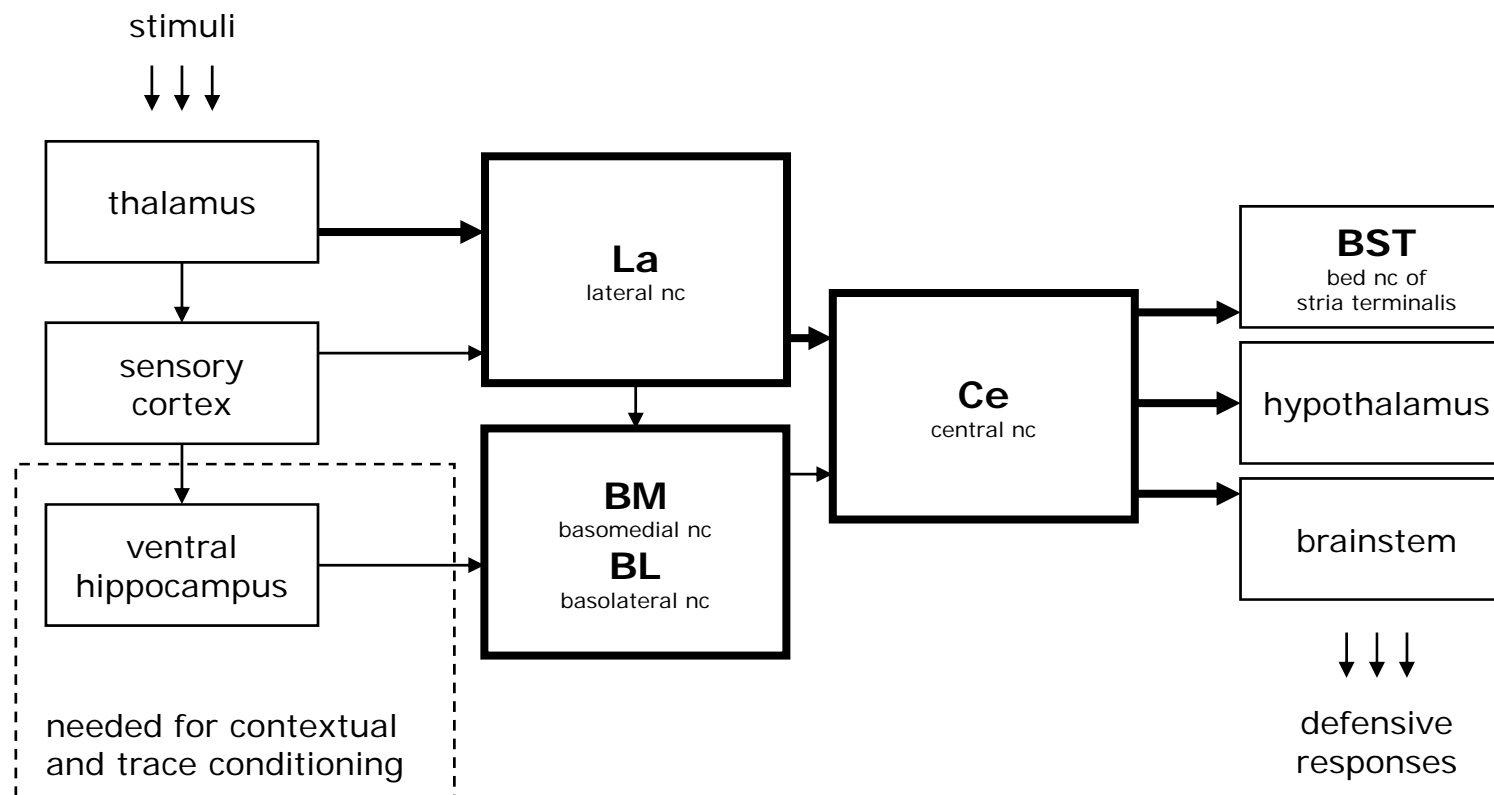 stimuli
thalamus
sensory
cortex
ventral
hippocampus
needed for contextual
and trace conditioning
La
lateral nc
BM
basomedial nc
BL
basolateral nc
Ce
central nc
BST
bed nc of
stria terminalis
hypothalamus
brainstem
defensive
responses